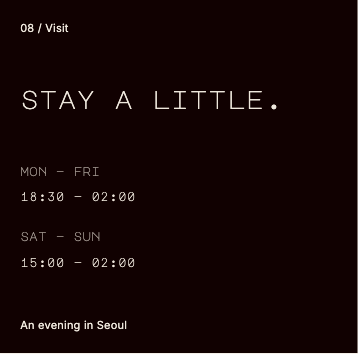 08 / Visit
STAY A LITTLE.
MON – FRI
18:30 – 02:00
SAT – SUN
15:00 – 02:00
An evening in Seoul